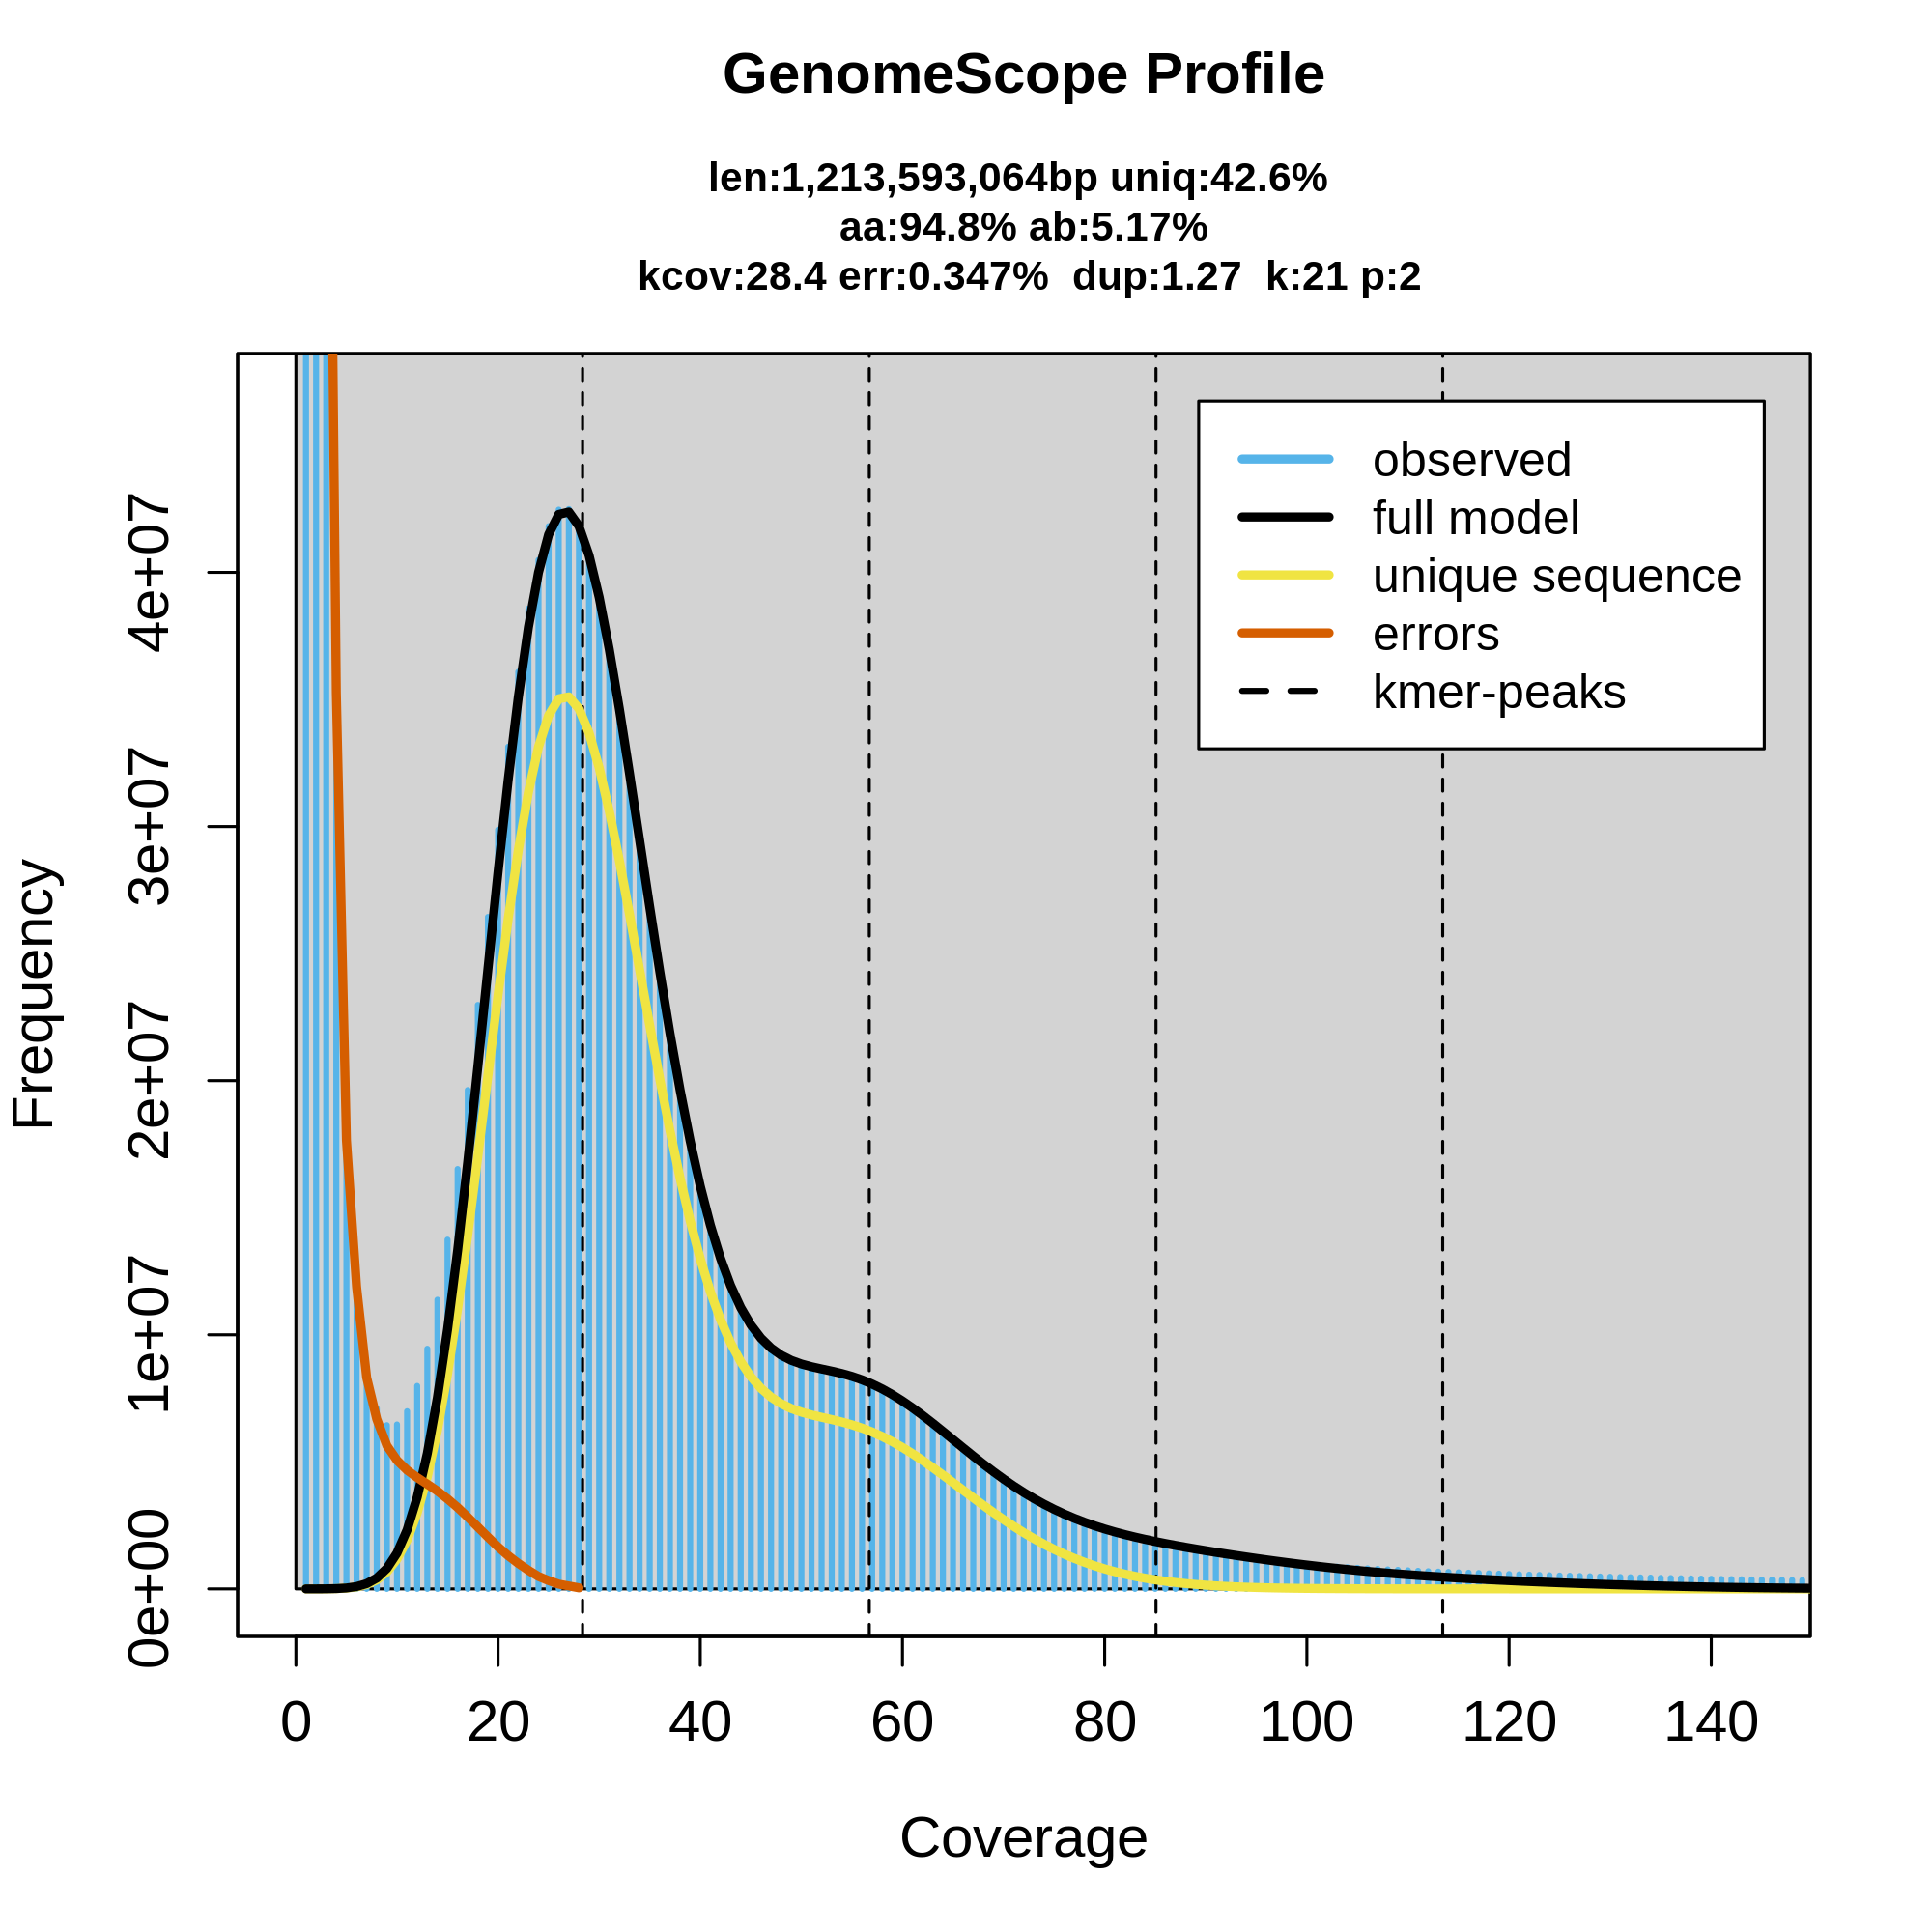 GenomeScope Profile
len:1,213,593,064bp uniq:42.6%
aa:94.8% ab:5.17%
kcov:28.4 err:0.347% dup:1.27 k:21 p:2
observed
full model
unique sequence
errors
kmer-peaks
Frequency
4e+07
3e+07
2e+07
1e+07
0e+00
0 20 40 60 80 100 120 140
Coverage